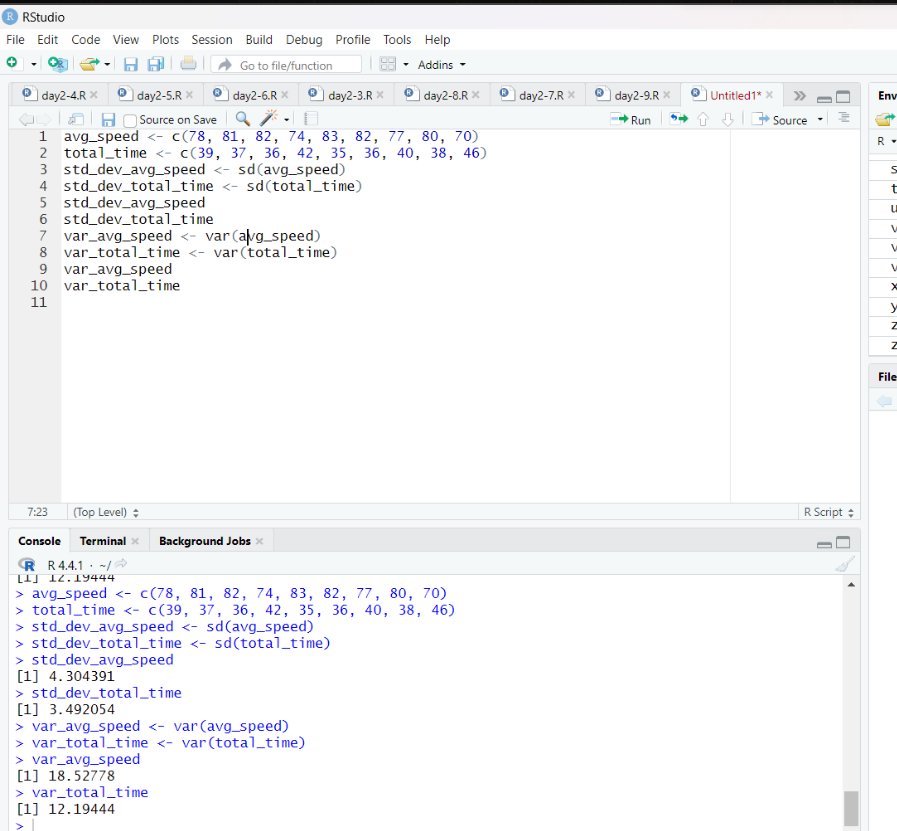 RStudio
File Edit Code View Plots Session Build Debug Profile Tools Help
Go to file/function Addins
day2-4.R day2-5.R day2-6.R day2-3.R day2-8.R day2-7.R day2-9.R Untitled1*
Source on Save Run Source
1 avg_speed <- c(78, 81, 82, 74, 83, 82, 77, 80, 70)
2 total_time <- c(39, 37, 36, 42, 35, 36, 40, 38, 46)
3 std_dev_avg_speed <- sd(avg_speed)
4 std_dev_total_time <- sd(total_time)
5 std_dev_avg_speed
6 std_dev_total_time
7 var_avg_speed <- var(avg_speed)
8 var_total_time <- var(total_time)
9 var_avg_speed
10 var_total_time
11
7:23 (Top Level) R Script
Console Terminal Background Jobs
R 4.4.1 · ~/
[1] 12.19444
> avg_speed <- c(78, 81, 82, 74, 83, 82, 77, 80, 70)
> total_time <- c(39, 37, 36, 42, 35, 36, 40, 38, 46)
> std_dev_avg_speed <- sd(avg_speed)
> std_dev_total_time <- sd(total_time)
> std_dev_avg_speed
[1] 4.304391
> std_dev_total_time
[1] 3.492054
> var_avg_speed <- var(avg_speed)
> var_total_time <- var(total_time)
> var_avg_speed
[1] 18.52778
> var_total_time
[1] 12.19444
>
Env
R
t
u
x
y
z
z
File